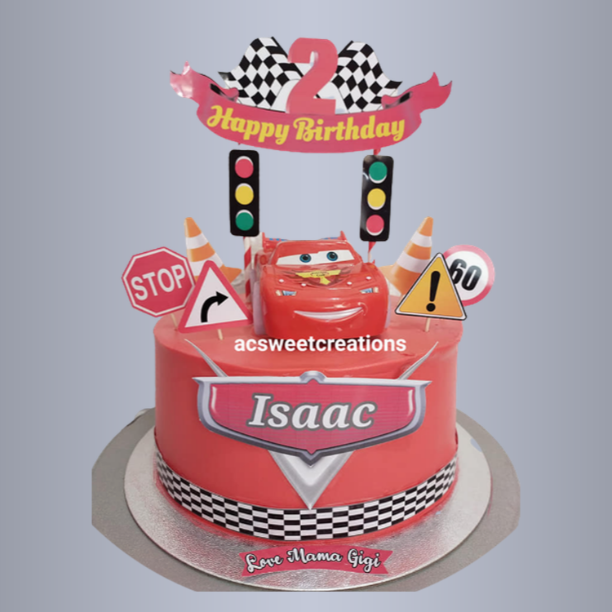 2
Happy Birthday
STOP
60
!
acsweetcreations
Isaac
Love Mama Gigi